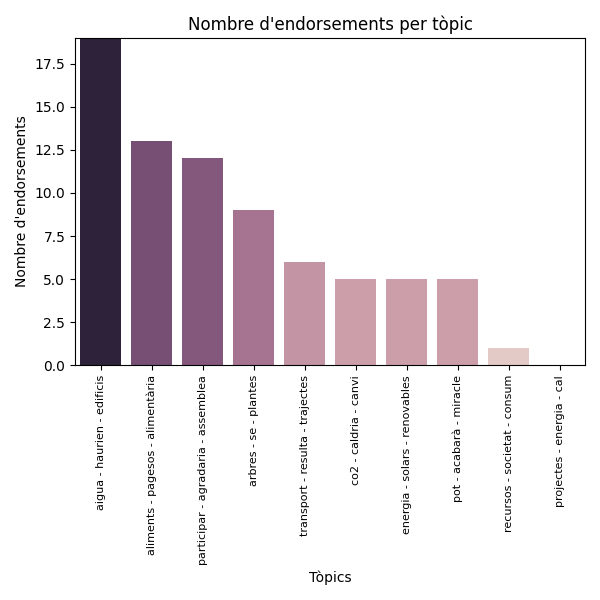 Nombre d'endorsements per tòpic
Nombre d'endorsements
17.5
15.0
12.5
10.0
7.5
5.0
2.5
0.0
aigua - haurien - edificis
aliments - pagesos - alimentària
participar - agradaria - assemblea
arbres - se - plantes
transport - resulta - trajectes
co2 - caldria - canvi
energia - solars - renovables
pot - acabarà - miracle
recursos - societat - consum
projectes - energia - cal
Tòpics